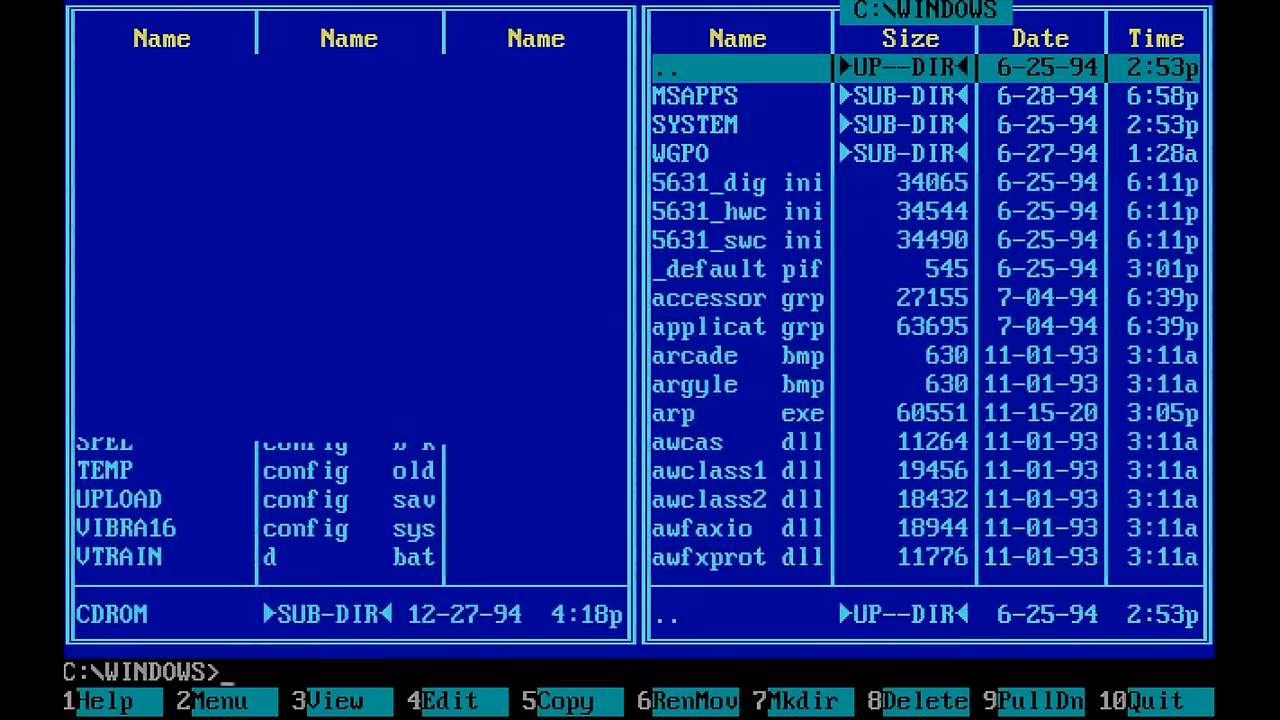 C:\WINDOWS
Name Name Name
Name Size Date Time
.. ►UP--DIR◄ 6-25-94 2:53p
MSAPPS ►SUB-DIR◄ 6-28-94 6:58p
SYSTEM ►SUB-DIR◄ 6-25-94 2:53p
WGPO ►SUB-DIR◄ 6-27-94 1:28a
5631_dig ini 34065 6-25-94 6:11p
5631_hwc ini 34544 6-25-94 6:11p
5631_swc ini 34490 6-25-94 6:11p
_default pif 545 6-25-94 3:01p
accessor grp 27155 7-04-94 6:39p
applicat grp 63695 7-04-94 6:39p
arcade bmp 630 11-01-93 3:11a
argyle bmp 630 11-01-93 3:11a
arp exe 60551 11-15-20 3:05p
SPEL config awcas dll 11264 11-01-93 3:11a
TEMP config old awclass1 dll 19456 11-01-93 3:11a
UPLOAD config sav awclass2 dll 18432 11-01-93 3:11a
VIBRA16 config sys awfaxio dll 18944 11-01-93 3:11a
VTRAIN d bat awfxprot dll 11776 11-01-93 3:11a
CDROM ►SUB-DIR◄ 12-27-94 4:18p .. ►UP--DIR◄ 6-25-94 2:53p
C:\WINDOWS>_
1Help 2Menu 3View 4Edit 5Copy 6RenMov 7Mkdir 8Delete 9PullDn 10Quit